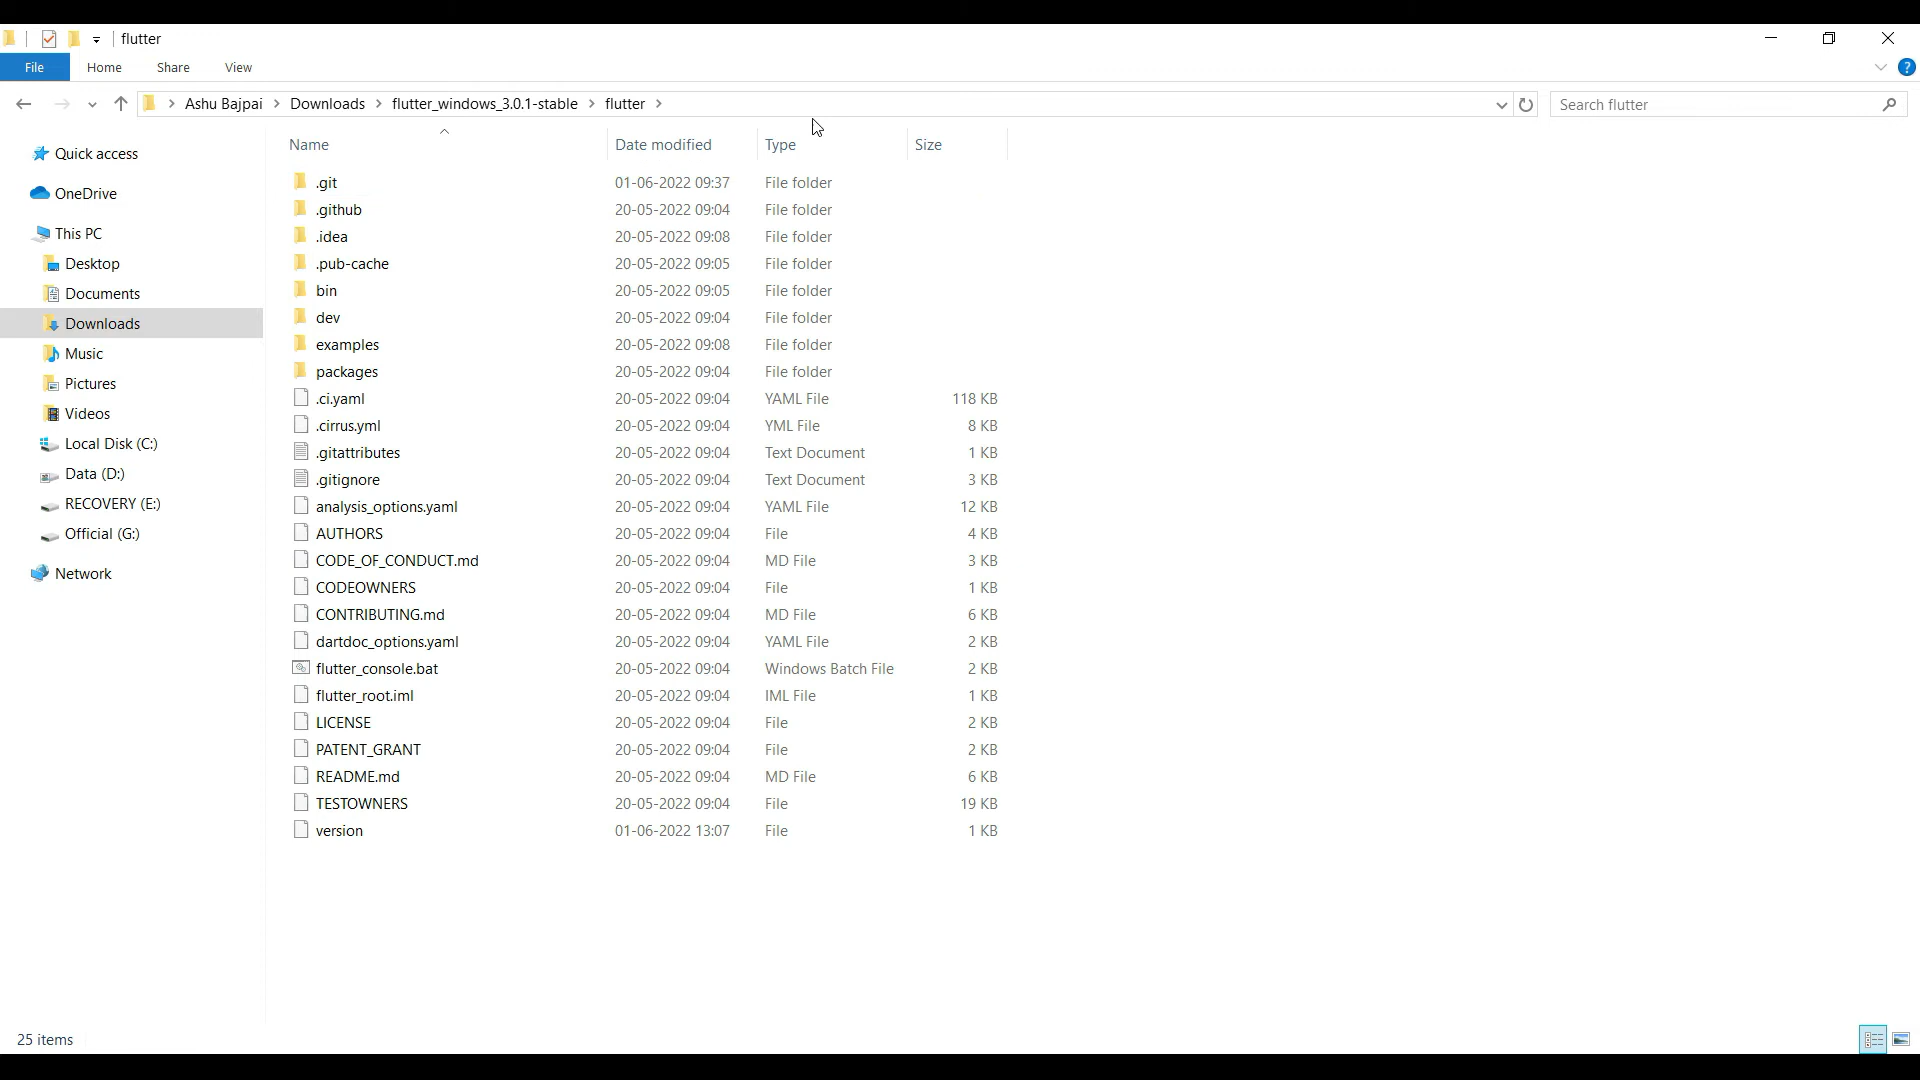 flutter
File Home Share View
Ashu Bajpai Downloads flutter_windows_3.0.1-stable flutter Search flutter
Name Date modified Type Size
Quick access
OneDrive
This PC
Desktop
Documents
Downloads
Music
Pictures
Videos
Local Disk (C:)
Data (D:)
RECOVERY (E:)
Official (G:)
Network
.git 01-06-2022 09:37 File folder
.github 20-05-2022 09:04 File folder
.idea 20-05-2022 09:08 File folder
.pub-cache 20-05-2022 09:05 File folder
bin 20-05-2022 09:05 File folder
dev 20-05-2022 09:04 File folder
examples 20-05-2022 09:08 File folder
packages 20-05-2022 09:04 File folder
.ci.yaml 20-05-2022 09:04 YAML File 118 KB
.cirrus.yml 20-05-2022 09:04 YML File 8 KB
.gitattributes 20-05-2022 09:04 Text Document 1 KB
.gitignore 20-05-2022 09:04 Text Document 3 KB
analysis_options.yaml 20-05-2022 09:04 YAML File 12 KB
AUTHORS 20-05-2022 09:04 File 4 KB
CODE_OF_CONDUCT.md 20-05-2022 09:04 MD File 3 KB
CODEOWNERS 20-05-2022 09:04 File 1 KB
CONTRIBUTING.md 20-05-2022 09:04 MD File 6 KB
dartdoc_options.yaml 20-05-2022 09:04 YAML File 2 KB
flutter_console.bat 20-05-2022 09:04 Windows Batch File 2 KB
flutter_root.iml 20-05-2022 09:04 IML File 1 KB
LICENSE 20-05-2022 09:04 File 2 KB
PATENT_GRANT 20-05-2022 09:04 File 2 KB
README.md 20-05-2022 09:04 MD File 6 KB
TESTOWNERS 20-05-2022 09:04 File 19 KB
version 01-06-2022 13:07 File 1 KB
25 items